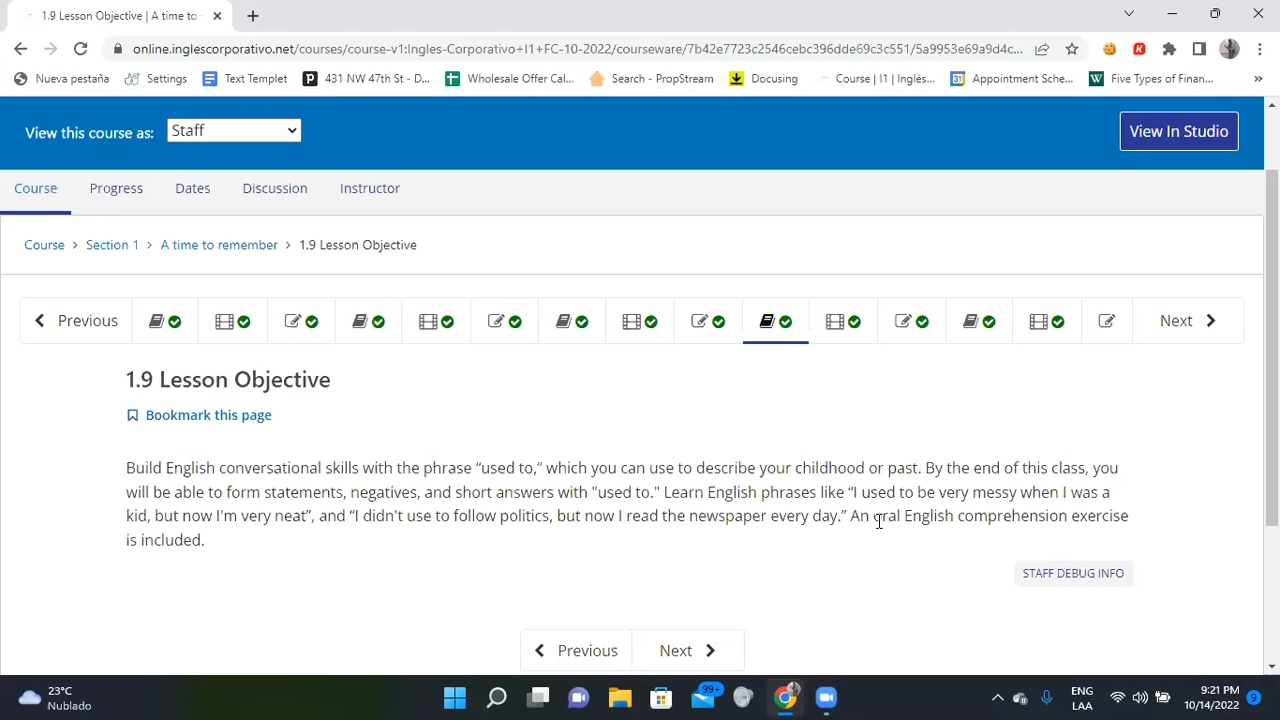 1.9 Lesson Objective | A time to
online.inglescorporativo.net/courses/course-v1:Ingles-Corporativo+I1+FC-10-2022/courseware/7b42e7723c2546cebc396dde69c3c551/5a9953e69a9d4c...
Nueva pestaña
Settings
Text Templet
431 NW 47th St - D...
Wholesale Offer Cal...
Search - PropStream
Docusing
Course | I1 | Inglés...
Appointment Sche...
Five Types of Finan...
View this course as:
Staff
View In Studio
Course
Progress
Dates
Discussion
Instructor
Course > Section 1 > A time to remember > 1.9 Lesson Objective
Previous
Next
1.9 Lesson Objective
Bookmark this page
Build English conversational skills with the phrase “used to,” which you can use to describe your childhood or past. By the end of this class, you
will be able to form statements, negatives, and short answers with "used to." Learn English phrases like “I used to be very messy when I was a
kid, but now I'm very neat”, and “I didn't use to follow politics, but now I read the newspaper every day.” An oral English comprehension exercise
is included.
STAFF DEBUG INFO
Previous
Next
23°C
Nublado
99+
ENG
LAA
9:21 PM
10/14/2022
9